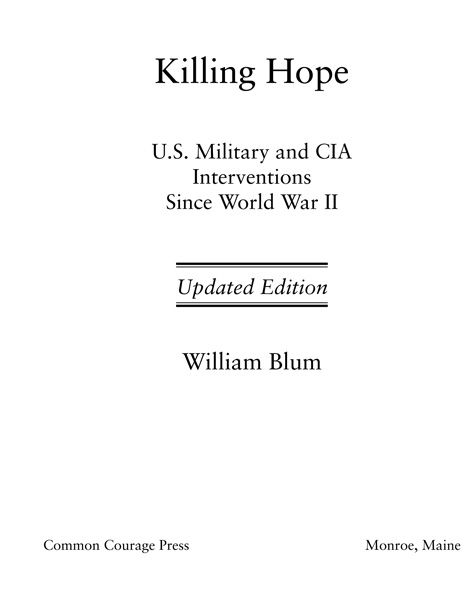 Killing Hope
U.S. Military and CIA
Interventions
Since World War II
Updated Edition
William Blum
Common Courage Press Monroe, Maine